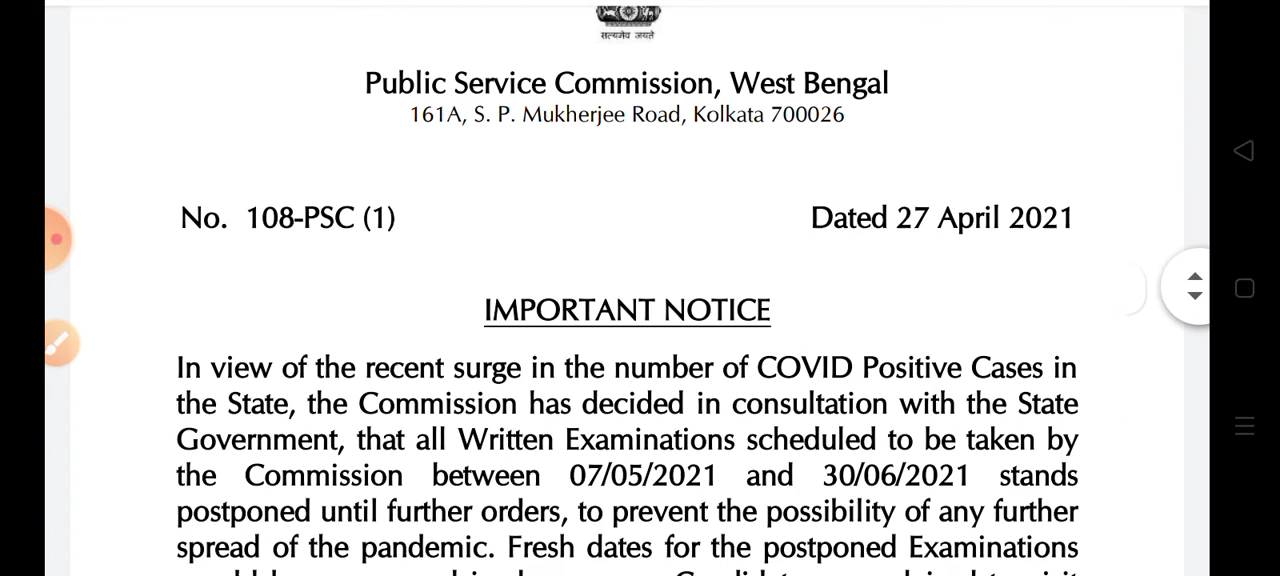 सत्यमेव जयते
Public Service Commission, West Bengal
161A, S. P. Mukherjee Road, Kolkata 700026
No. 108-PSC (1) Dated 27 April 2021
IMPORTANT NOTICE
In view of the recent surge in the number of COVID Positive Cases in
the State, the Commission has decided in consultation with the State
Government, that all Written Examinations scheduled to be taken by
the Commission between 07/05/2021 and 30/06/2021 stands
postponed until further orders, to prevent the possibility of any further
spread of the pandemic. Fresh dates for the postponed Examinations